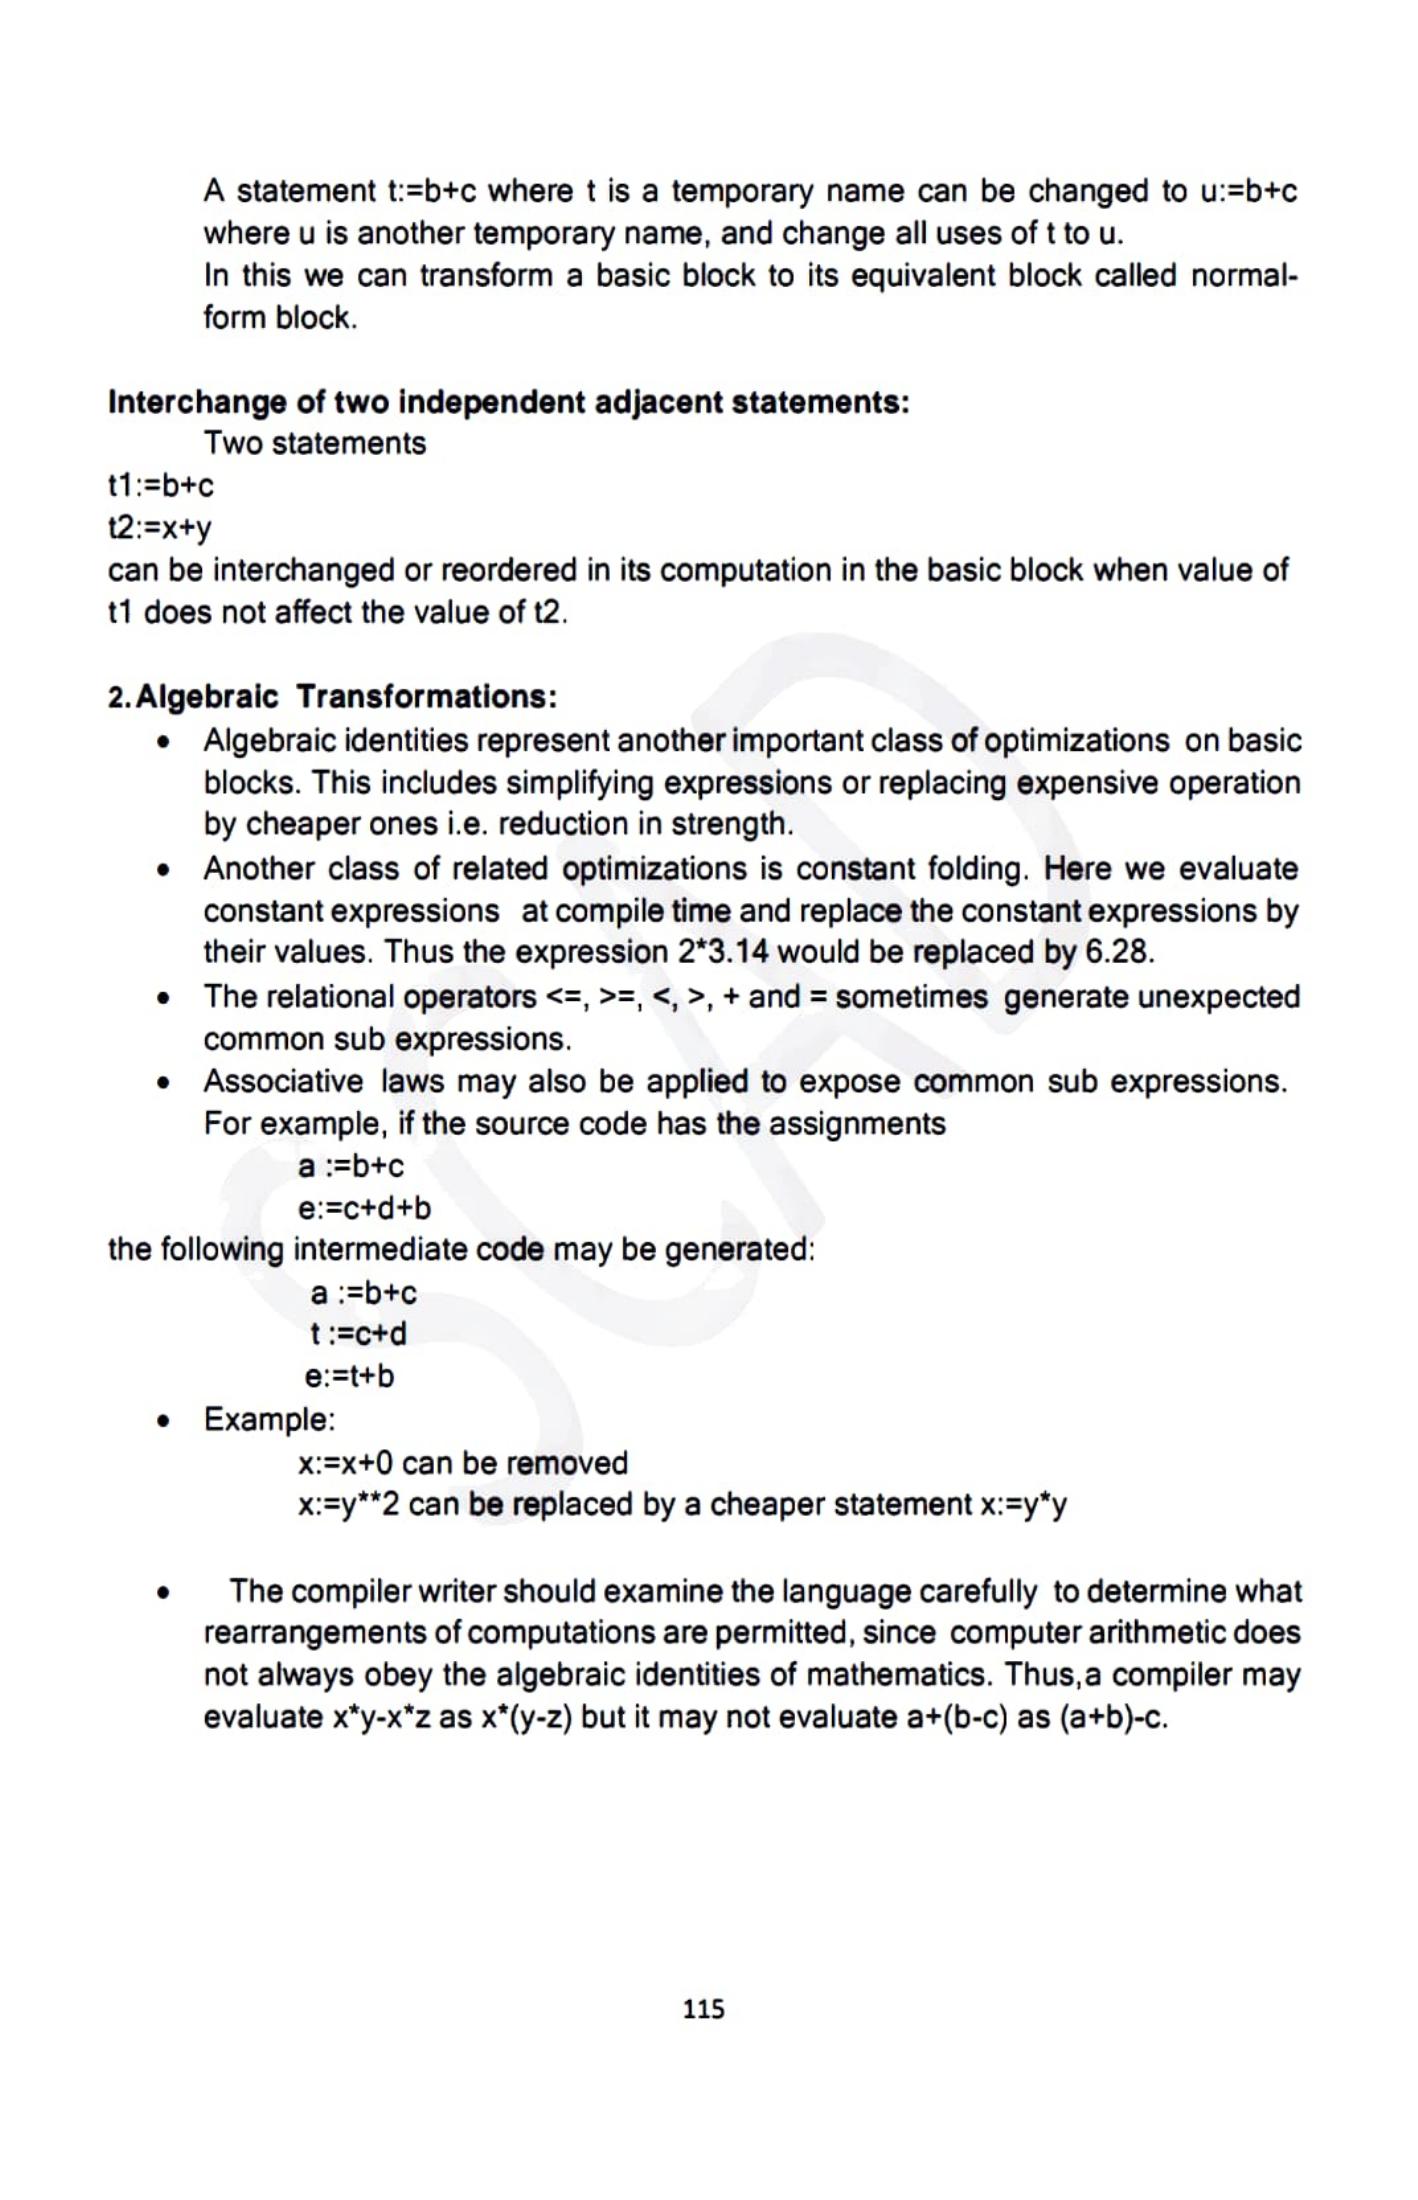 A statement t:=b+c where t is a temporary name can be changed to u:=b+c
where u is another temporary name, and change all uses of t to u.
In this we can transform a basic block to its equivalent block called normal-
form block.
Interchange of two independent adjacent statements:
Two statements
t1:=b+c
t2:=x+y
can be interchanged or reordered in its computation in the basic block when value of
t1 does not affect the value of t2.
2. Algebraic Transformations:
• Algebraic identities represent another important class of optimizations on basic
blocks. This includes simplifying expressions or replacing expensive operation
by cheaper ones i.e. reduction in strength.
• Another class of related optimizations is constant folding. Here we evaluate
constant expressions at compile time and replace the constant expressions by
their values. Thus the expression 2*3.14 would be replaced by 6.28.
• The relational operators <=, >=, <, >, + and = sometimes generate unexpected
common sub expressions.
• Associative laws may also be applied to expose common sub expressions.
For example, if the source code has the assignments
a :=b+c
e:=c+d+b
the following intermediate code may be generated:
a :=b+c
t :=c+d
e:=t+b
• Example:
x:=x+0 can be removed
x:=y**2 can be replaced by a cheaper statement x:=y*y
• The compiler writer should examine the language carefully to determine what
rearrangements of computations are permitted, since computer arithmetic does
not always obey the algebraic identities of mathematics. Thus,a compiler may
evaluate x*y-x*z as x*(y-z) but it may not evaluate a+(b-c) as (a+b)-c.
115
SCAD